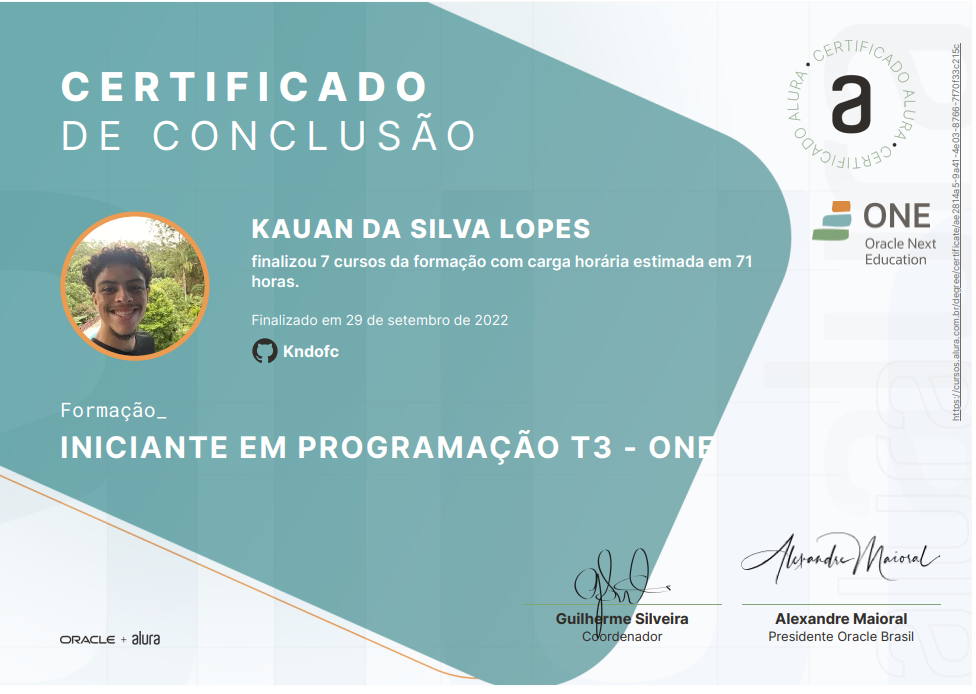 CERTIFICADO
DE CONCLUSÃO
CERTIFICADO ALURA • CERTIFICADO ALURA •
a
ONE
Oracle Next
Education
KAUAN DA SILVA LOPES
finalizou 7 cursos da formação com carga horária estimada em 71
horas.
Finalizado em 29 de setembro de 2022
Kndofc
Formação_
INICIANTE EM PROGRAMAÇÃO T3 - ONE
Alexandre Maioral
Guilherme Silveira
Coordenador
Alexandre Maioral
Presidente Oracle Brasil
ORACLE + alura
https://cursos.alura.com.br/degree/certificate/ae2814a5-9a41-4e03-8766-7f70f33c215c
alura